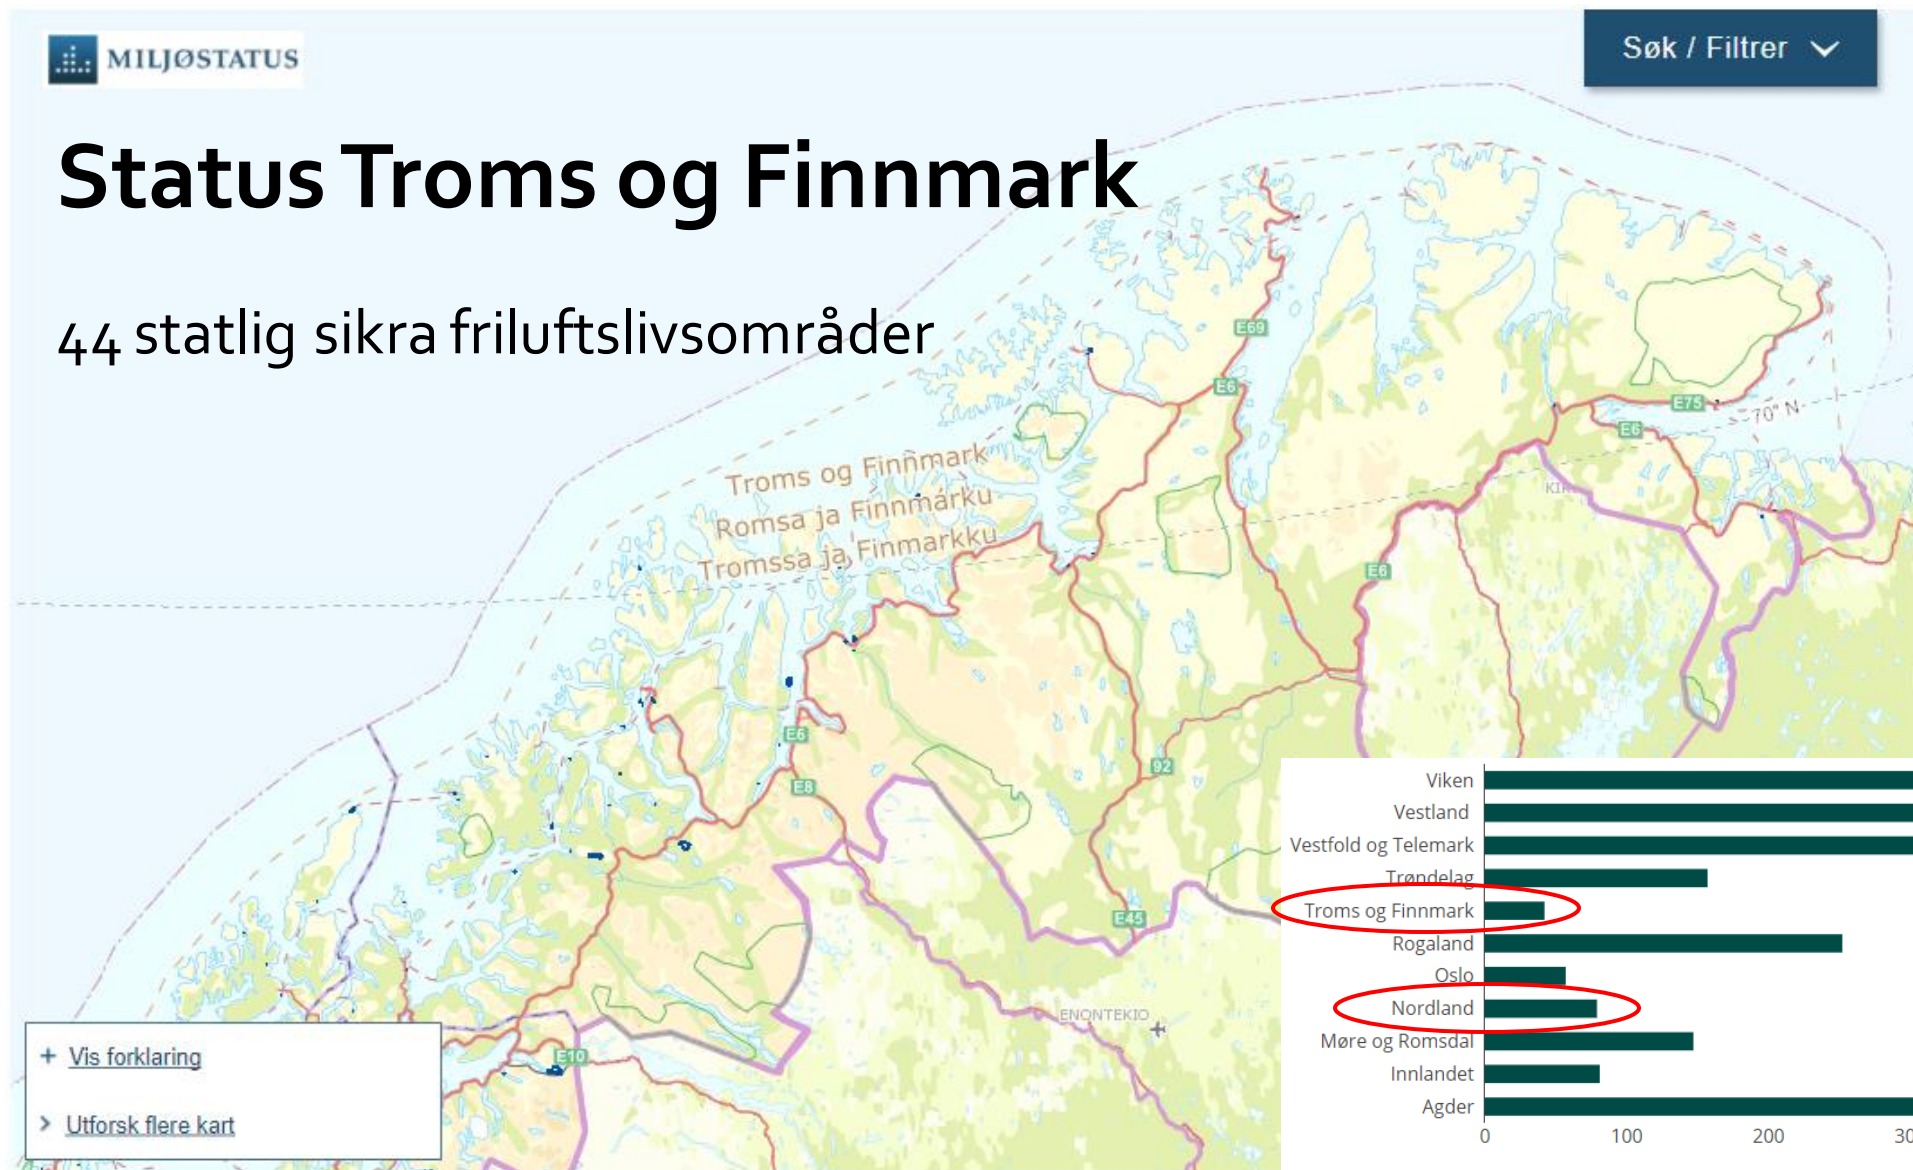 MILJØSTATUS
Søk / Filtrer
Status Troms og Finnmark
44 statlig sikra friluftslivsområder
E69
E6
E75
E6
70° N
Troms og Finnmark
Romsa ja Finnmárku
Tromssa ja Finmarkku
E6
E6
E8
92
E45
ENONTEKIO
E10
+ Vis forklaring
> Utforsk flere kart
Viken
Vestland
Vestfold og Telemark
Trøndelag
Troms og Finnmark
Rogaland
Oslo
Nordland
Møre og Romsdal
Innlandet
Agder
0 100 200